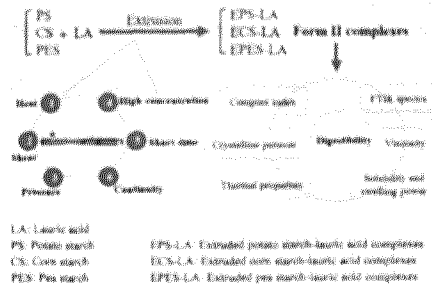 PS
CS + LA
PES
Extrusion
EPS-LA
ECS-LA
EPES-LA
Form II complexes
Heat
High concentration
Shear
Short time
Pressure
Continuity
Complex index
FTIR spectra
Crystalline patterns
Digestibility
Viscosity
Thermal properties
Solubility and
swelling power
LA: Lauric acid
PS: Potato starch
EPS-LA: Extruded potato starch-lauric acid complexes
CS: Corn starch
ECS-LA: Extruded corn starch-lauric acid complexes
PES: Pea starch
EPES-LA: Extruded pea starch-lauric acid complexes